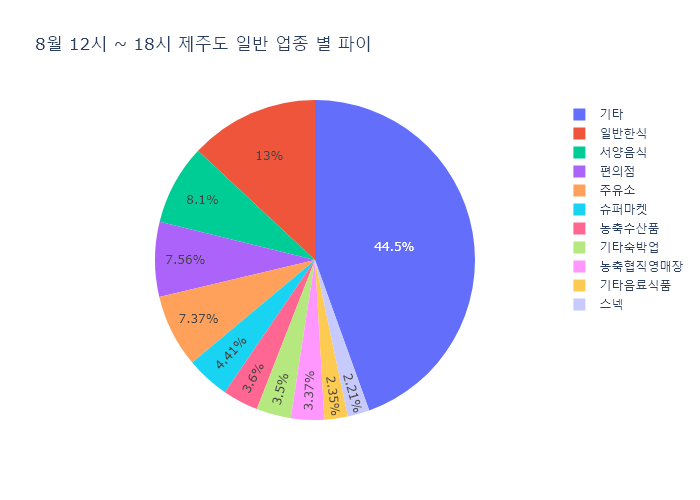 8월 12시 ~ 18시 제주도 일반 업종 별 파이
44.5%
13%
8.1%
7.56%
7.37%
4.41%
3.6%
3.5%
3.37%
2.35%
2.21%
기타
일반한식
서양음식
편의점
주유소
슈퍼마켓
농축수산품
기타숙박업
농축협직영매장
기타음료식품
스넥